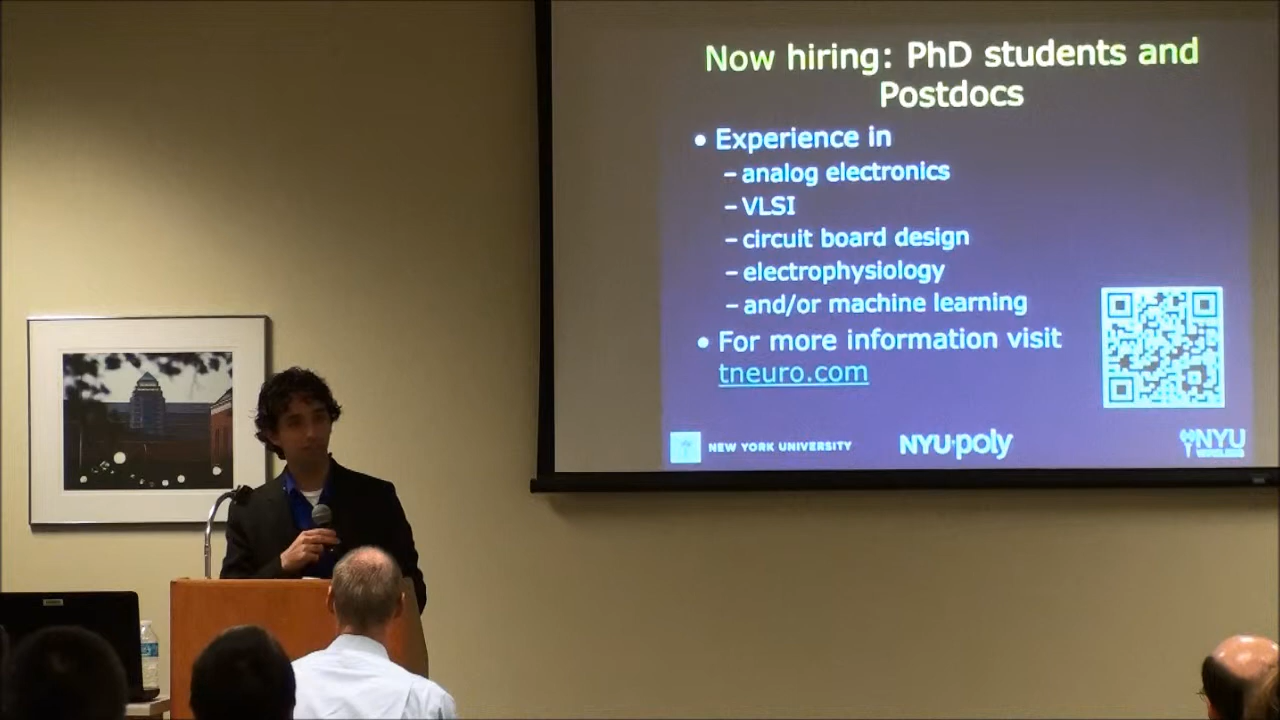 Now hiring: PhD students and
Postdocs
• Experience in
– analog electronics
– VLSI
– circuit board design
– electrophysiology
– and/or machine learning
• For more information visit
tneuro.com
NEW YORK UNIVERSITY
NYU·poly
NYU
WIRELESS